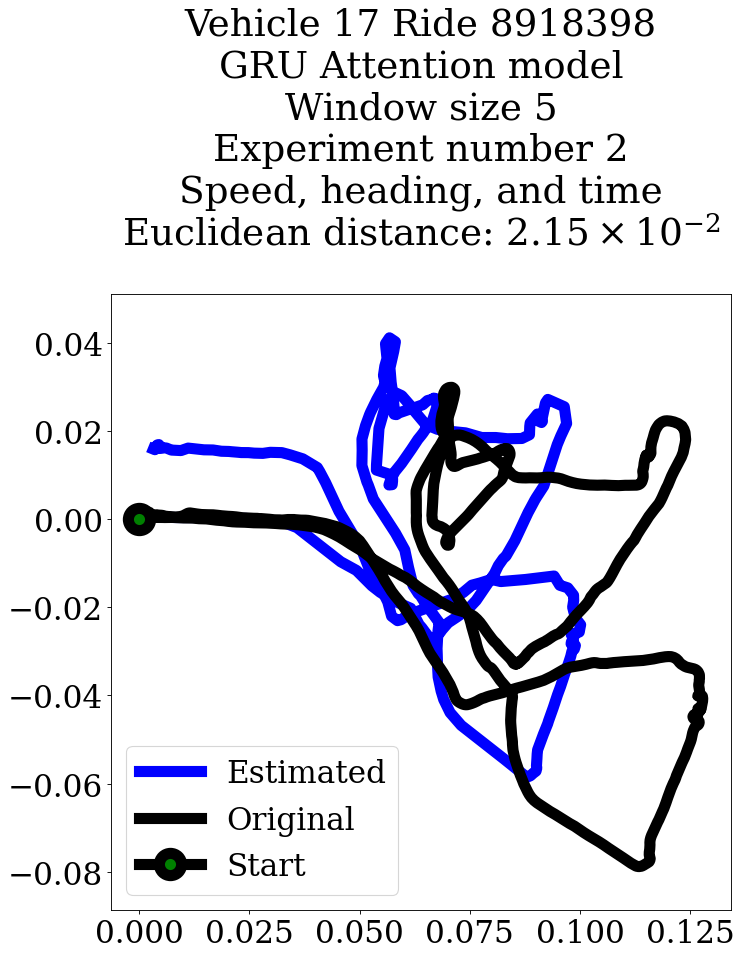 Vehicle 17 Ride 8918398
GRU Attention model
Window size 5
Experiment number 2
Speed, heading, and time
Euclidean distance: 2.15 × 10⁻²
0.04
0.02
0.00
−0.02
−0.04
−0.06
−0.08
Estimated
Original
Start
0.000 0.025 0.050 0.075 0.100 0.125